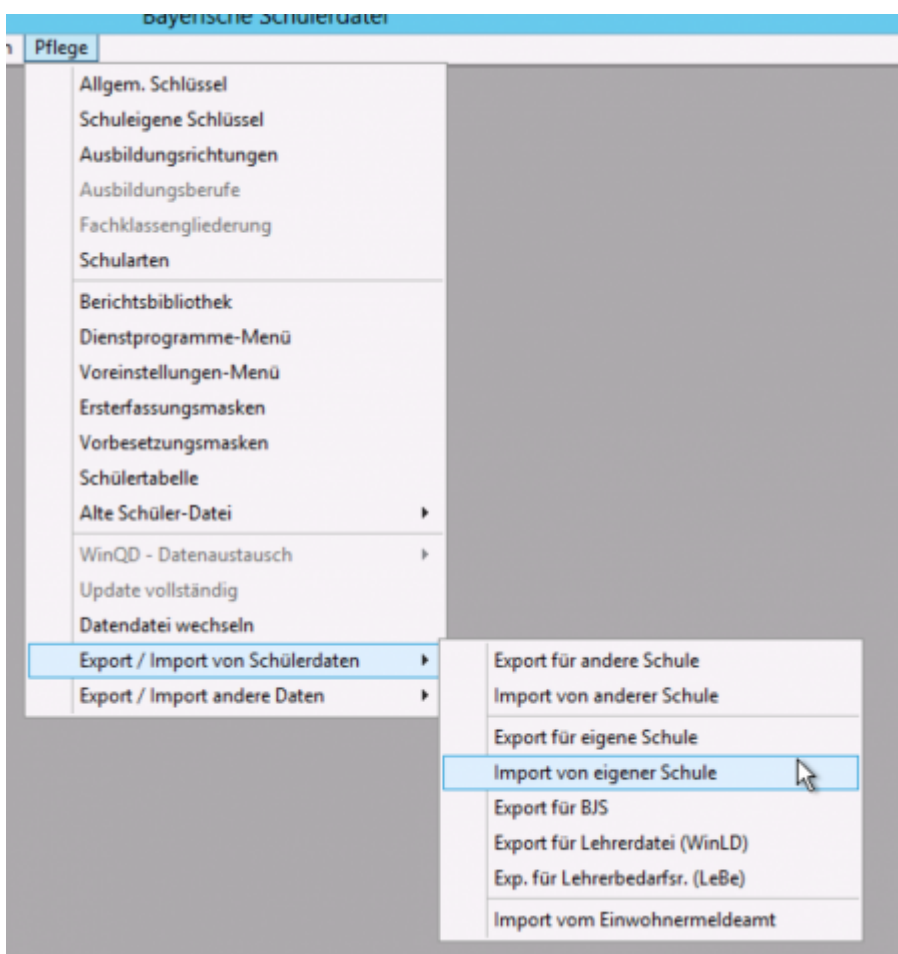 Bayerische Schülerdatei
Pflege
Allgem. Schlüssel
Schuleigene Schlüssel
Ausbildungsrichtungen
Ausbildungsberufe
Fachklassengliederung
Schularten
Berichtsbibliothek
Dienstprogramme-Menü
Voreinstellungen-Menü
Ersterfassungsmasken
Vorbesetzungsmasken
Schülertabelle
Alte Schüler-Datei
WinQD - Datenaustausch
Update vollständig
Datendatei wechseln
Export / Import von Schülerdaten
Export / Import andere Daten
Export für andere Schule
Import von anderer Schule
Export für eigene Schule
Import von eigener Schule
Export für BJS
Export für Lehrerdatei (WinLD)
Exp. für Lehrerbedarfsr. (LeBe)
Import vom Einwohnermeldeamt